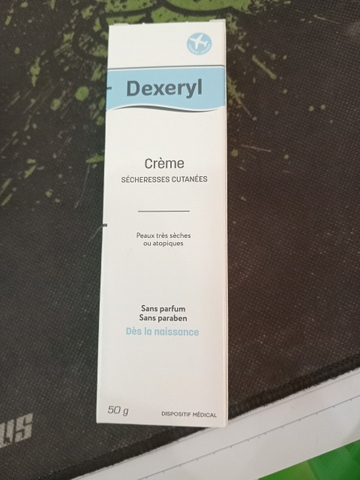 Dexeryl
Crème
SÉCHERESSES CUTANÉES
Peaux très sèches
ou atopiques
Sans parfum
Sans paraben
Dès la naissance
50 g
DISPOSITIF MÉDICAL